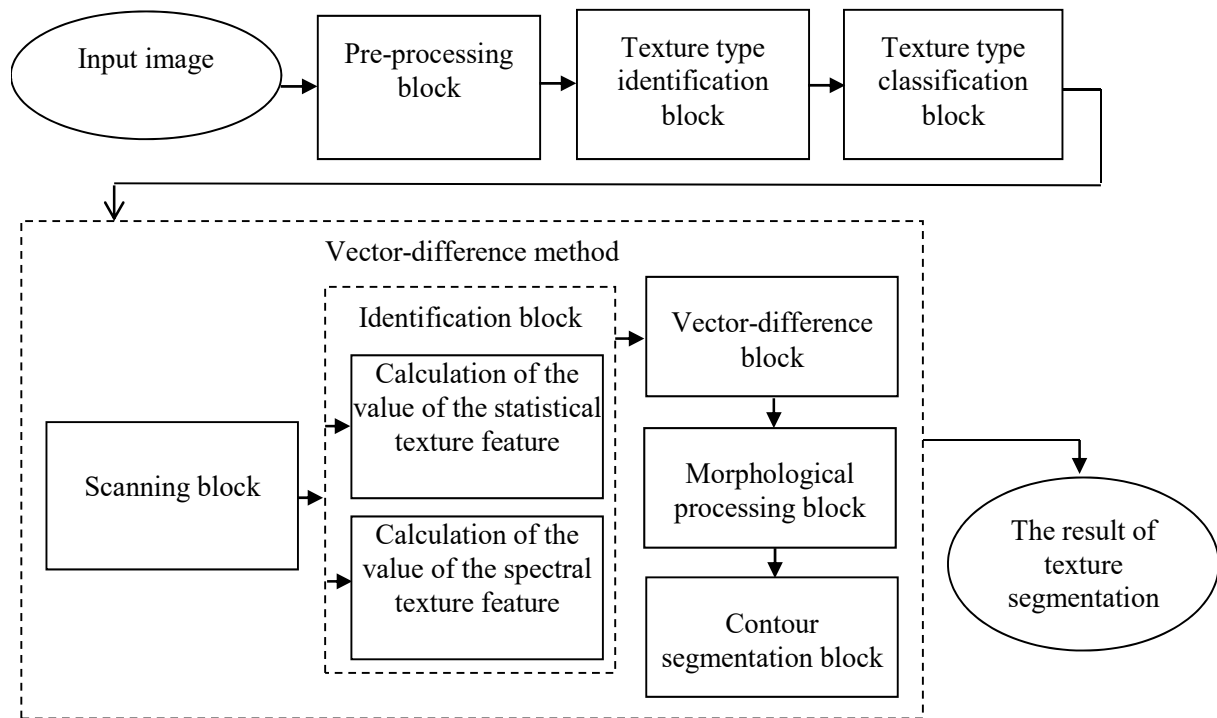 Input image
Pre-processing
block
Texture type
identification
block
Texture type
classification
block
Vector-difference method
Scanning block
Identification block
Calculation of the
value of the statistical
texture feature
Calculation of the
value of the spectral
texture feature
Vector-difference
block
Morphological
processing block
Contour
segmentation block
The result of
texture
segmentation